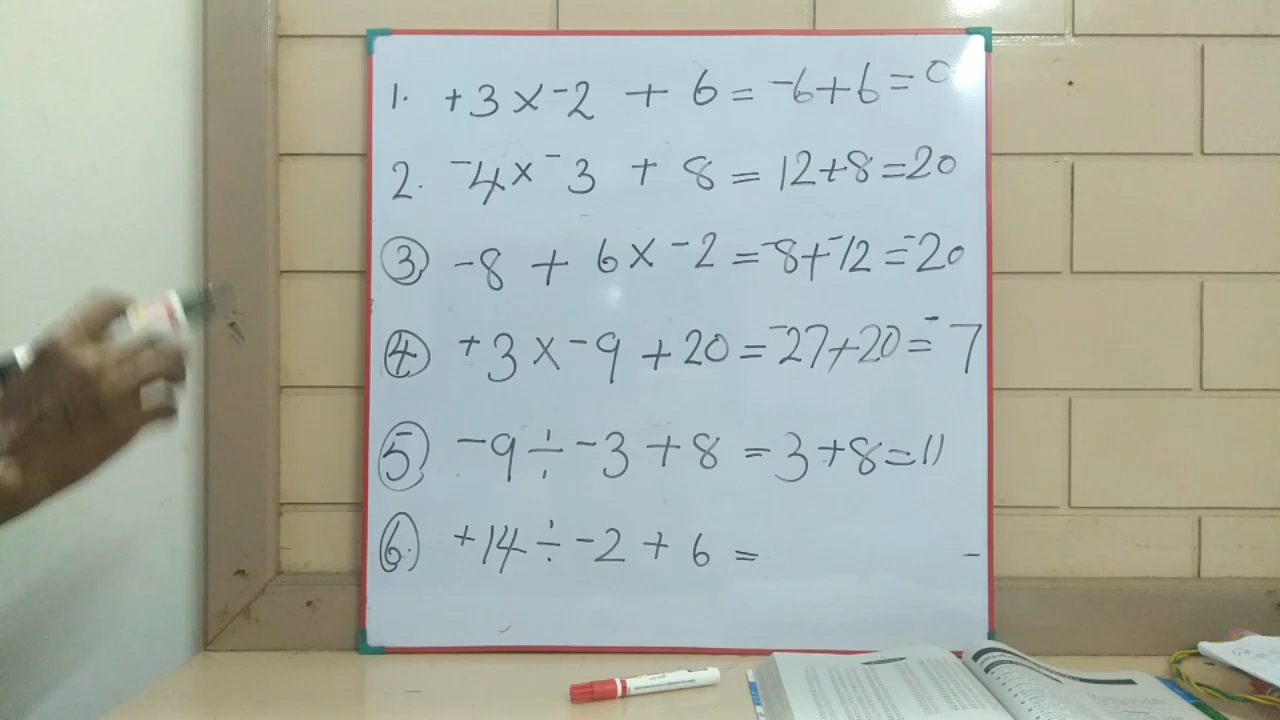 1. +3 × -2 + 6 = -6+6=0
2. -4 × -3 + 8 = 12+8=20
③ -8 + 6 × -2 = -8+-12=-20
④ +3 × -9 + 20 = -27+20=-7
⑤ -9 ÷ -3 + 8 = 3+8=11
⑥. +14 ÷ -2 + 6 =